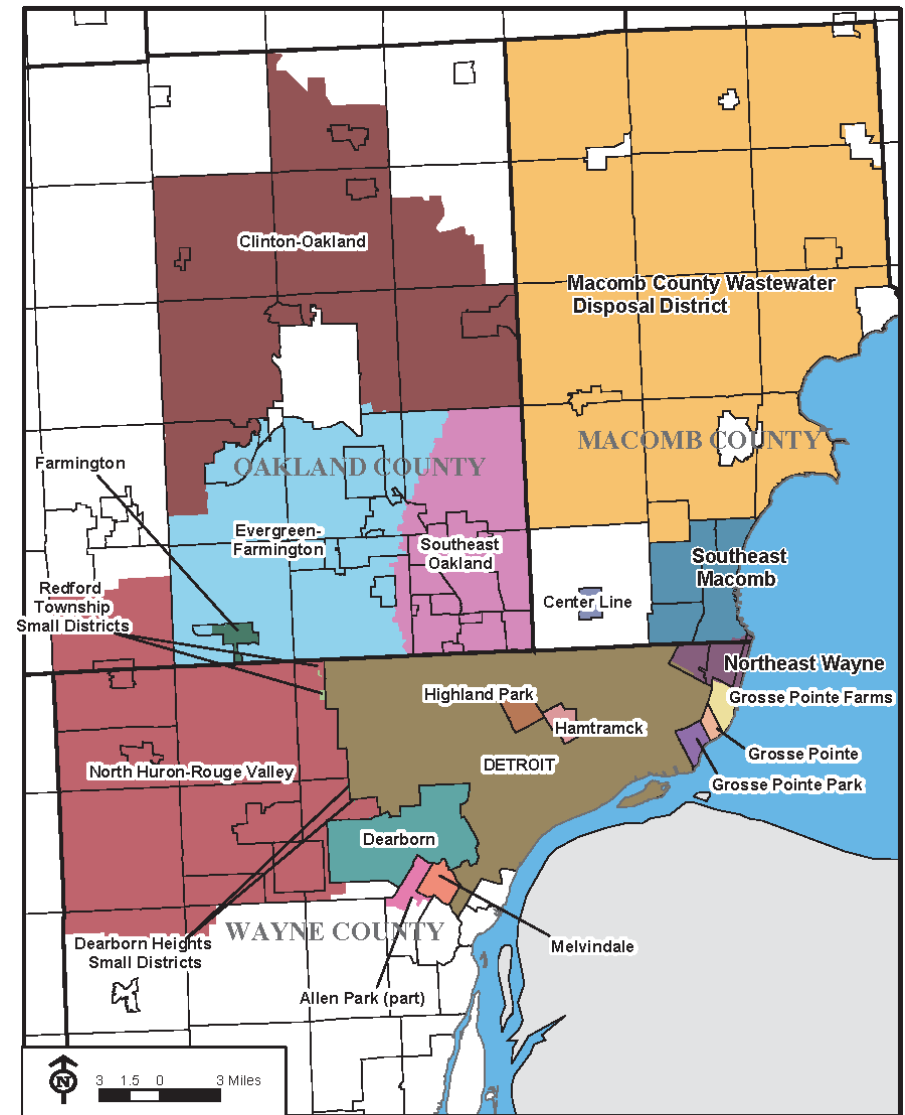 Clinton-Oakland
Macomb County Wastewater
Disposal District
MACOMB COUNTY
OAKLAND COUNTY
Farmington
Evergreen-
Farmington
Southeast
Oakland
Southeast
Macomb
Redford
Township
Small Districts
Center Line
Northeast Wayne
Highland Park
Grosse Pointe Farms
Hamtramck
Grosse Pointe
DETROIT
North Huron-Rouge Valley
Grosse Pointe Park
Dearborn
WAYNE COUNTY
Dearborn Heights
Small Districts
Melvindale
Allen Park (part)
N
3 1.5 0 3 Miles